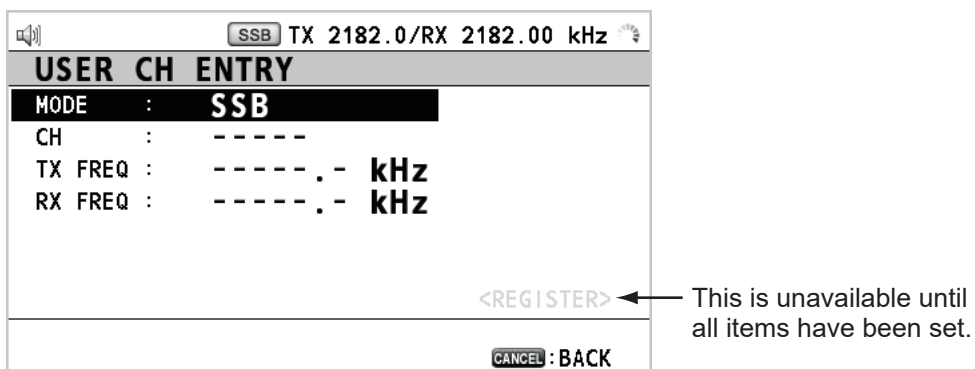 SSB TX 2182.0/RX 2182.00 kHz
USER CH ENTRY
MODE : SSB
CH : -----
TX FREQ : -----.- kHz
RX FREQ : -----.- kHz
<REGISTER>
This is unavailable until
all items have been set.
CANCEL : BACK